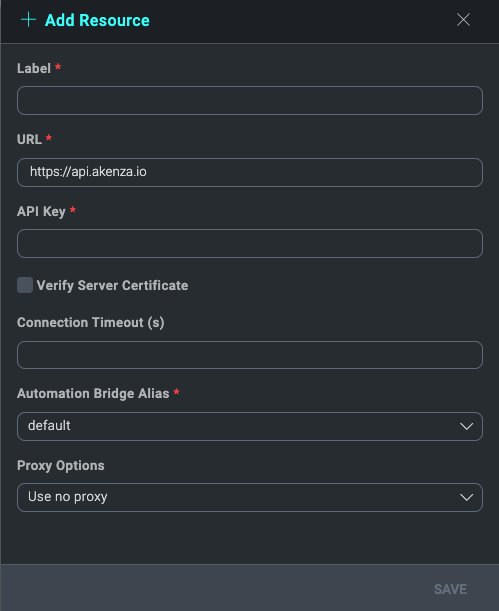 Add Resource
Label *
URL *
https://api.akenza.io
API Key *
Verify Server Certificate
Connection Timeout (s)
Automation Bridge Alias *
default
Proxy Options
Use no proxy
SAVE